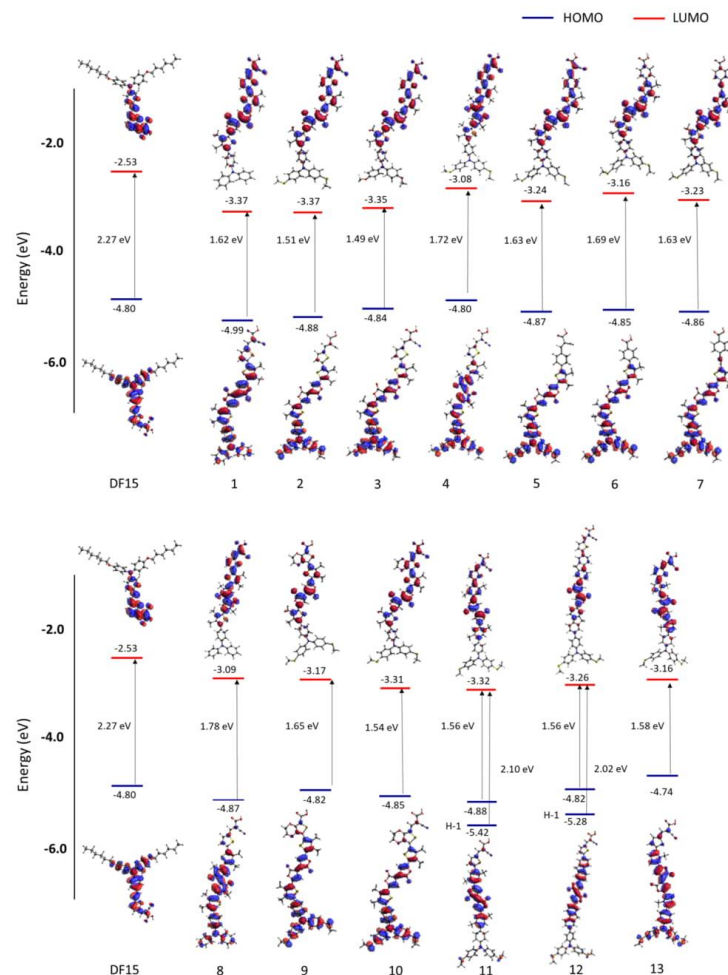 HOMO LUMO
-2.0
-4.0
-6.0
Energy (eV)
-2.53
-3.37
-3.37
-3.35
-3.08
-3.24
-3.16
-3.23
2.27 eV
1.62 eV
1.51 eV
1.49 eV
1.72 eV
1.63 eV
1.69 eV
1.63 eV
-4.80
-4.99
-4.88
-4.84
-4.80
-4.87
-4.85
-4.86
DF15 1 2 3 4 5 6 7
-2.0
-4.0
-6.0
Energy (eV)
-2.53
-3.09
-3.17
-3.31
-3.32
-3.26
-3.16
2.27 eV
1.78 eV
1.65 eV
1.54 eV
1.56 eV
2.10 eV
1.56 eV
2.02 eV
1.58 eV
-4.80
-4.87
-4.82
-4.85
-4.88
H-1
-5.42
-4.82
H-1
-5.28
-4.74
DF15 8 9 10 11 12 13